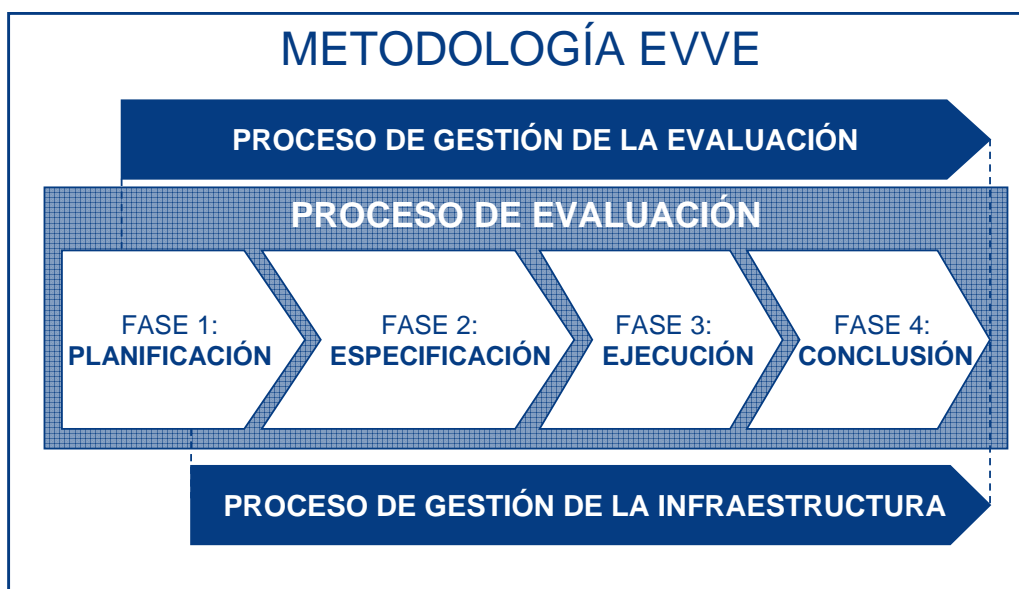 METODOLOGÍA EVVE
PROCESO DE GESTIÓN DE LA EVALUACIÓN
PROCESO DE EVALUACIÓN
FASE 1:
PLANIFICACIÓN
FASE 2:
ESPECIFICACIÓN
FASE 3:
EJECUCIÓN
FASE 4:
CONCLUSIÓN
PROCESO DE GESTIÓN DE LA INFRAESTRUCTURA